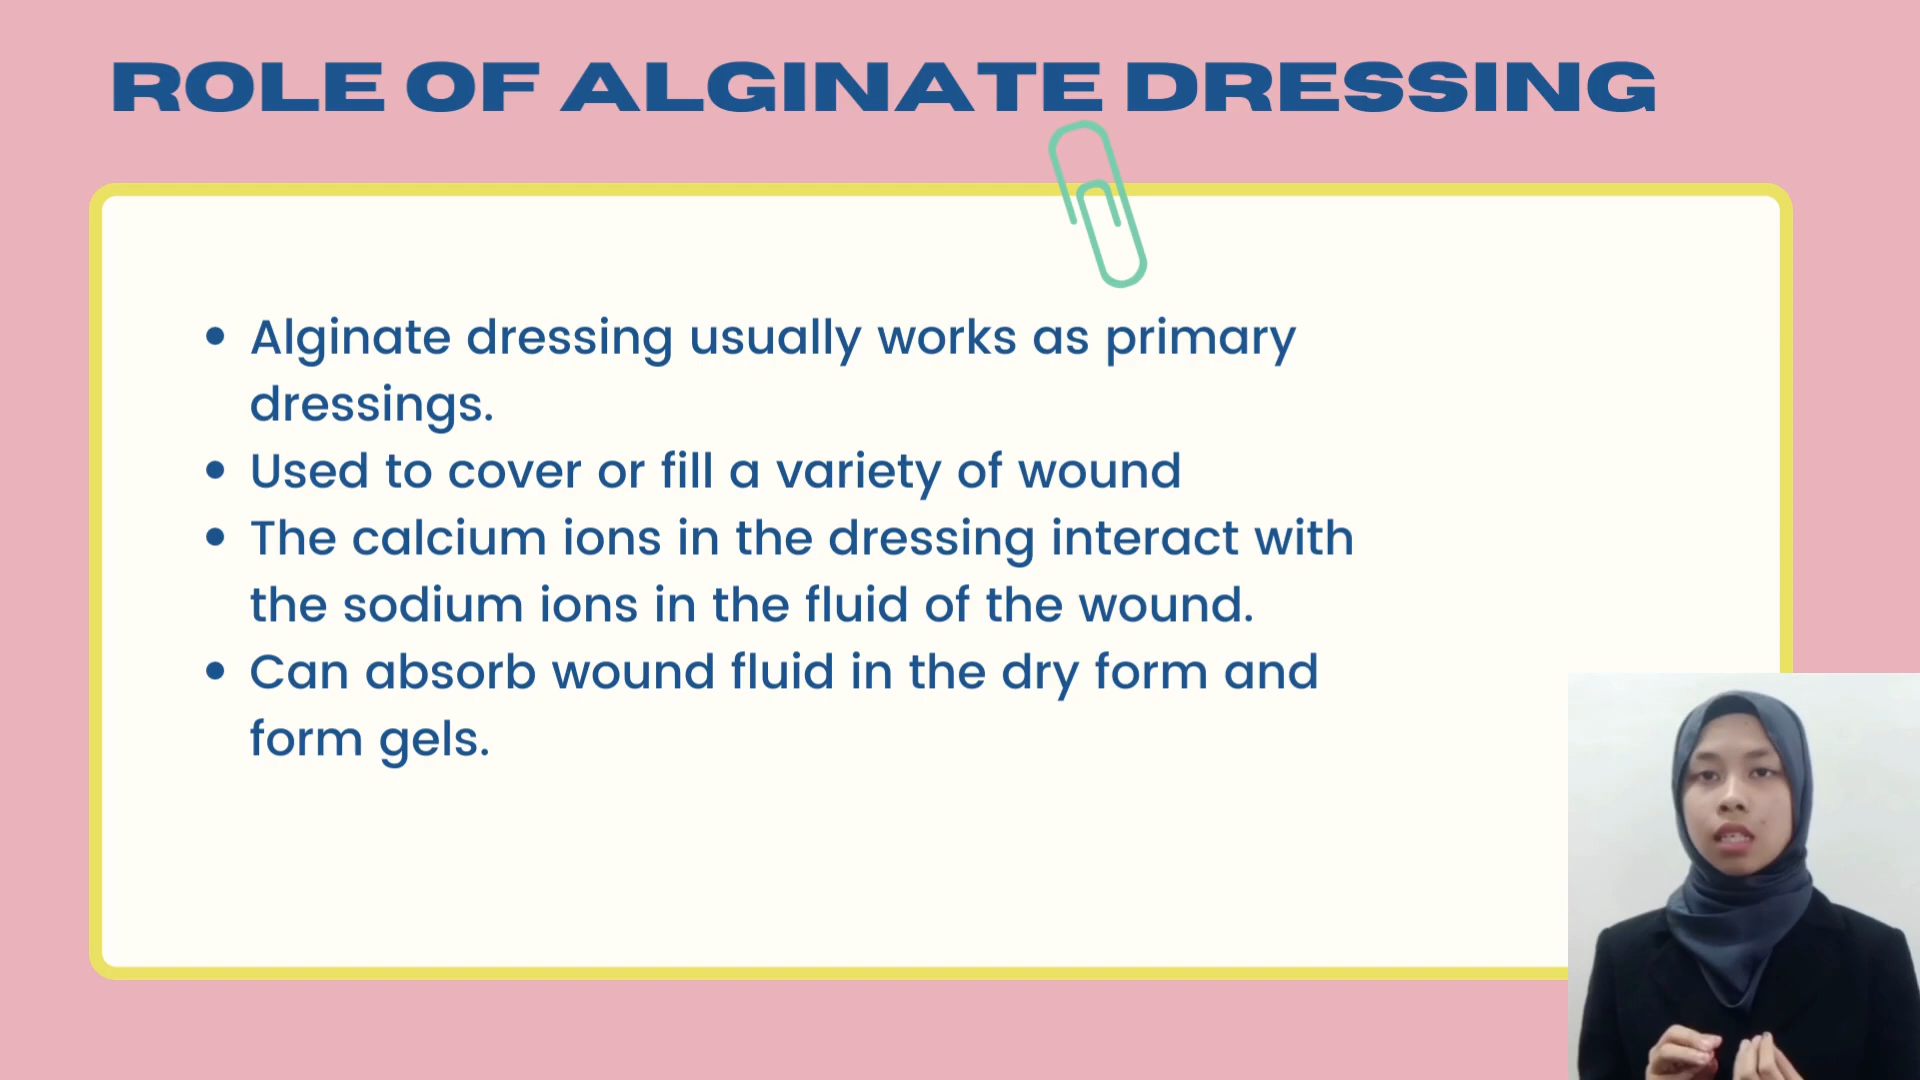 ROLE OF ALGINATE DRESSING
• Alginate dressing usually works as primary
dressings.
• Used to cover or fill a variety of wound
• The calcium ions in the dressing interact with
the sodium ions in the fluid of the wound.
• Can absorb wound fluid in the dry form and
form gels.